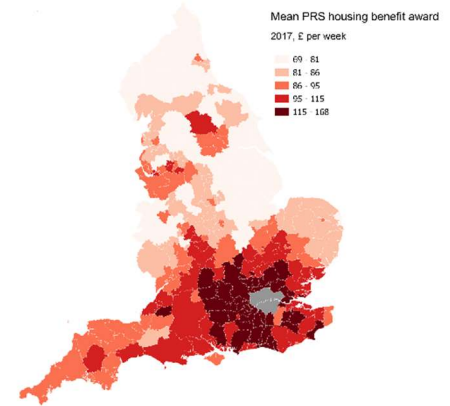 Mean PRS housing benefit award
2017, £ per week
69 - 81
81 - 86
86 - 95
95 - 115
115 - 168